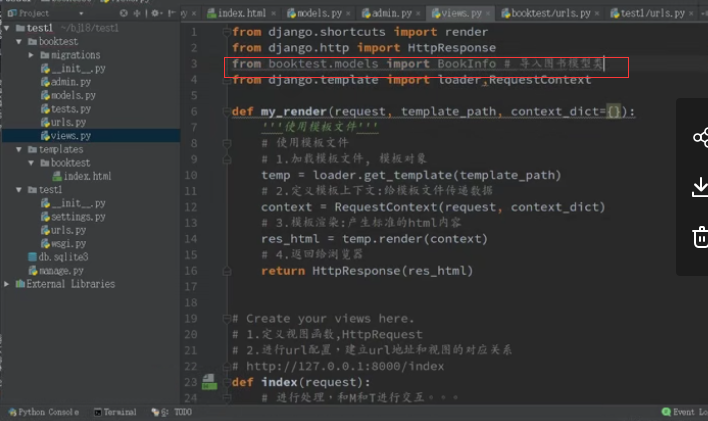 Project
index.html
models.py
admin.py
views.py
booktest/urls.py
test1/urls.py
test1 ~/bj18/test1
booktest
migrations
__init__.py
admin.py
models.py
tests.py
urls.py
views.py
templates
booktest
index.html
test1
__init__.py
settings.py
urls.py
wsgi.py
db.sqlite3
manage.py
External Libraries
1 from django.shortcuts import render
2 from django.http import HttpResponse
3 from booktest.models import BookInfo # 导入图书模型类
4 from django.template import loader,RequestContext
5
6 def my_render(request, template_path, context_dict={}):
7 '''使用模板文件'''
8 # 使用模板文件
9 # 1.加载模板文件, 模板对象
10 temp = loader.get_template(template_path)
11 # 2.定义模板上下文:给模板文件传递数据
12 context = RequestContext(request, context_dict)
13 # 3.模板渲染:产生标准的html内容
14 res_html = temp.render(context)
15 # 4.返回给浏览器
16 return HttpResponse(res_html)
17
18
19 # Create your views here.
20 # 1.定义视图函数,HttpRequest
21 # 2.进行url配置，建立url地址和视图的对应关系
22 # http://127.0.0.1:8000/index
23 def index(request):
24 # 进行处理，和M和T进行交互。。。
Python Console
Terminal
6: TODO
Event Log